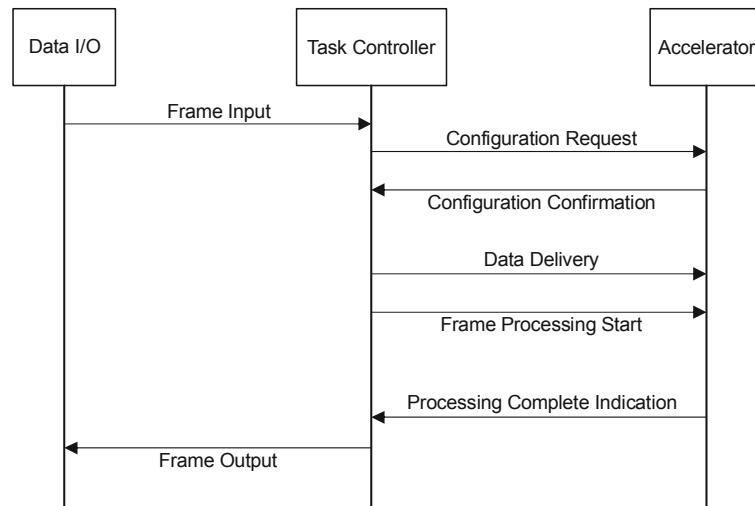 Data I/O
Task Controller
Accelerator
Frame Input
Configuration Request
Configuration Confirmation
Data Delivery
Frame Processing Start
Processing Complete Indication
Frame Output